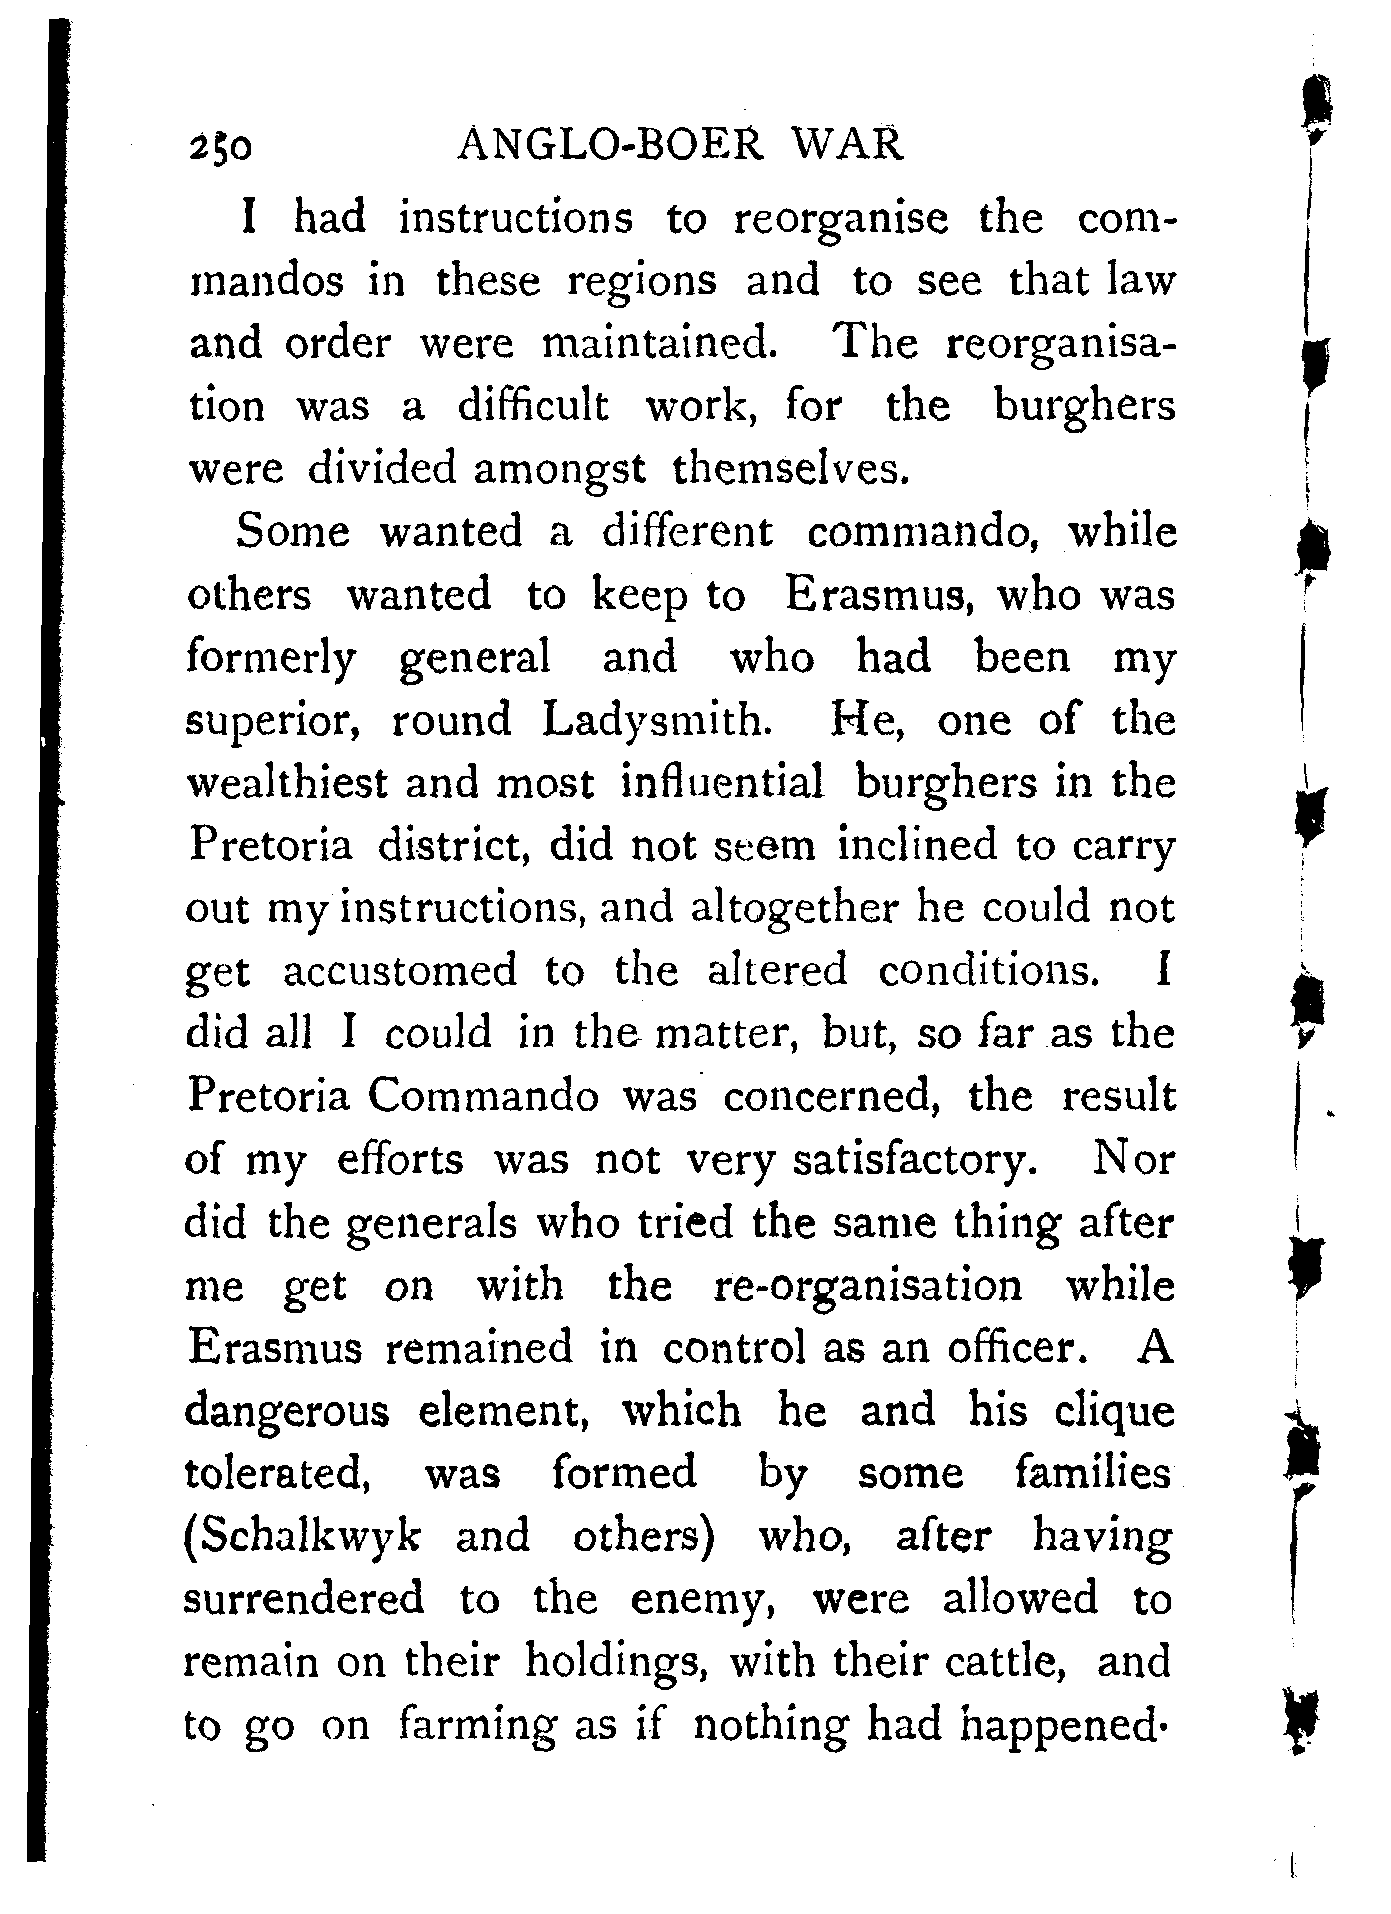 250 ANGLO-BOER WAR
I had instructions to reorganise the com-
mandos in these regions and to see that law
and order were maintained. The reorganisa-
tion was a difficult work, for the burghers
were divided amongst themselves.
Some wanted a different commando, while
others wanted to keep to Erasmus, who was
formerly general and who had been my
superior, round Ladysmith. He, one of the
wealthiest and most influential burghers in the
Pretoria district, did not seem inclined to carry
out my instructions, and altogether he could not
get accustomed to the altered conditions. I
did all I could in the matter, but, so far as the
Pretoria Commando was concerned, the result
of my efforts was not very satisfactory. Nor
did the generals who tried the same thing after
me get on with the re-organisation while
Erasmus remained in control as an officer. A
dangerous element, which he and his clique
tolerated, was formed by some families
(Schalkwyk and others) who, after having
surrendered to the enemy, were allowed to
remain on their holdings, with their cattle, and
to go on farming as if nothing had happened·